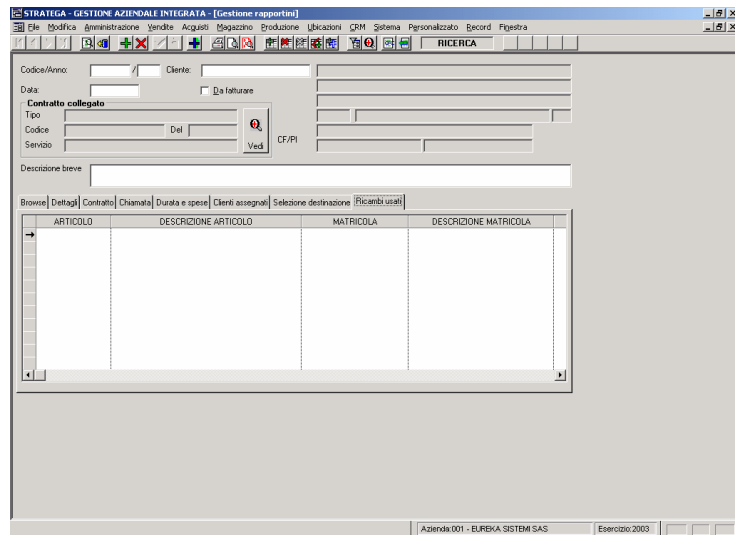 STRATEGA - GESTIONE AZIENDALE INTEGRATA - [Gestione rapportini]
File Modifica Amministrazione Vendite Acquisti Magazzino Produzione Ubicazioni CRM Sistema Personalizzato Record Finestra
RICERCA
Codice/Anno: / Cliente:
Data: Da fatturare
Contratto collegato
Tipo
Codice Del
Servizio Vedi CF/PI
Descrizione breve
Browse Dettagli Contratto Chiamata Durata e spese Clienti assegnati Selezione destinazione Ricambi usati
ARTICOLO DESCRIZIONE ARTICOLO MATRICOLA DESCRIZIONE MATRICOLA
Azienda:001 - EUREKA SISTEMI SAS Esercizio:2003